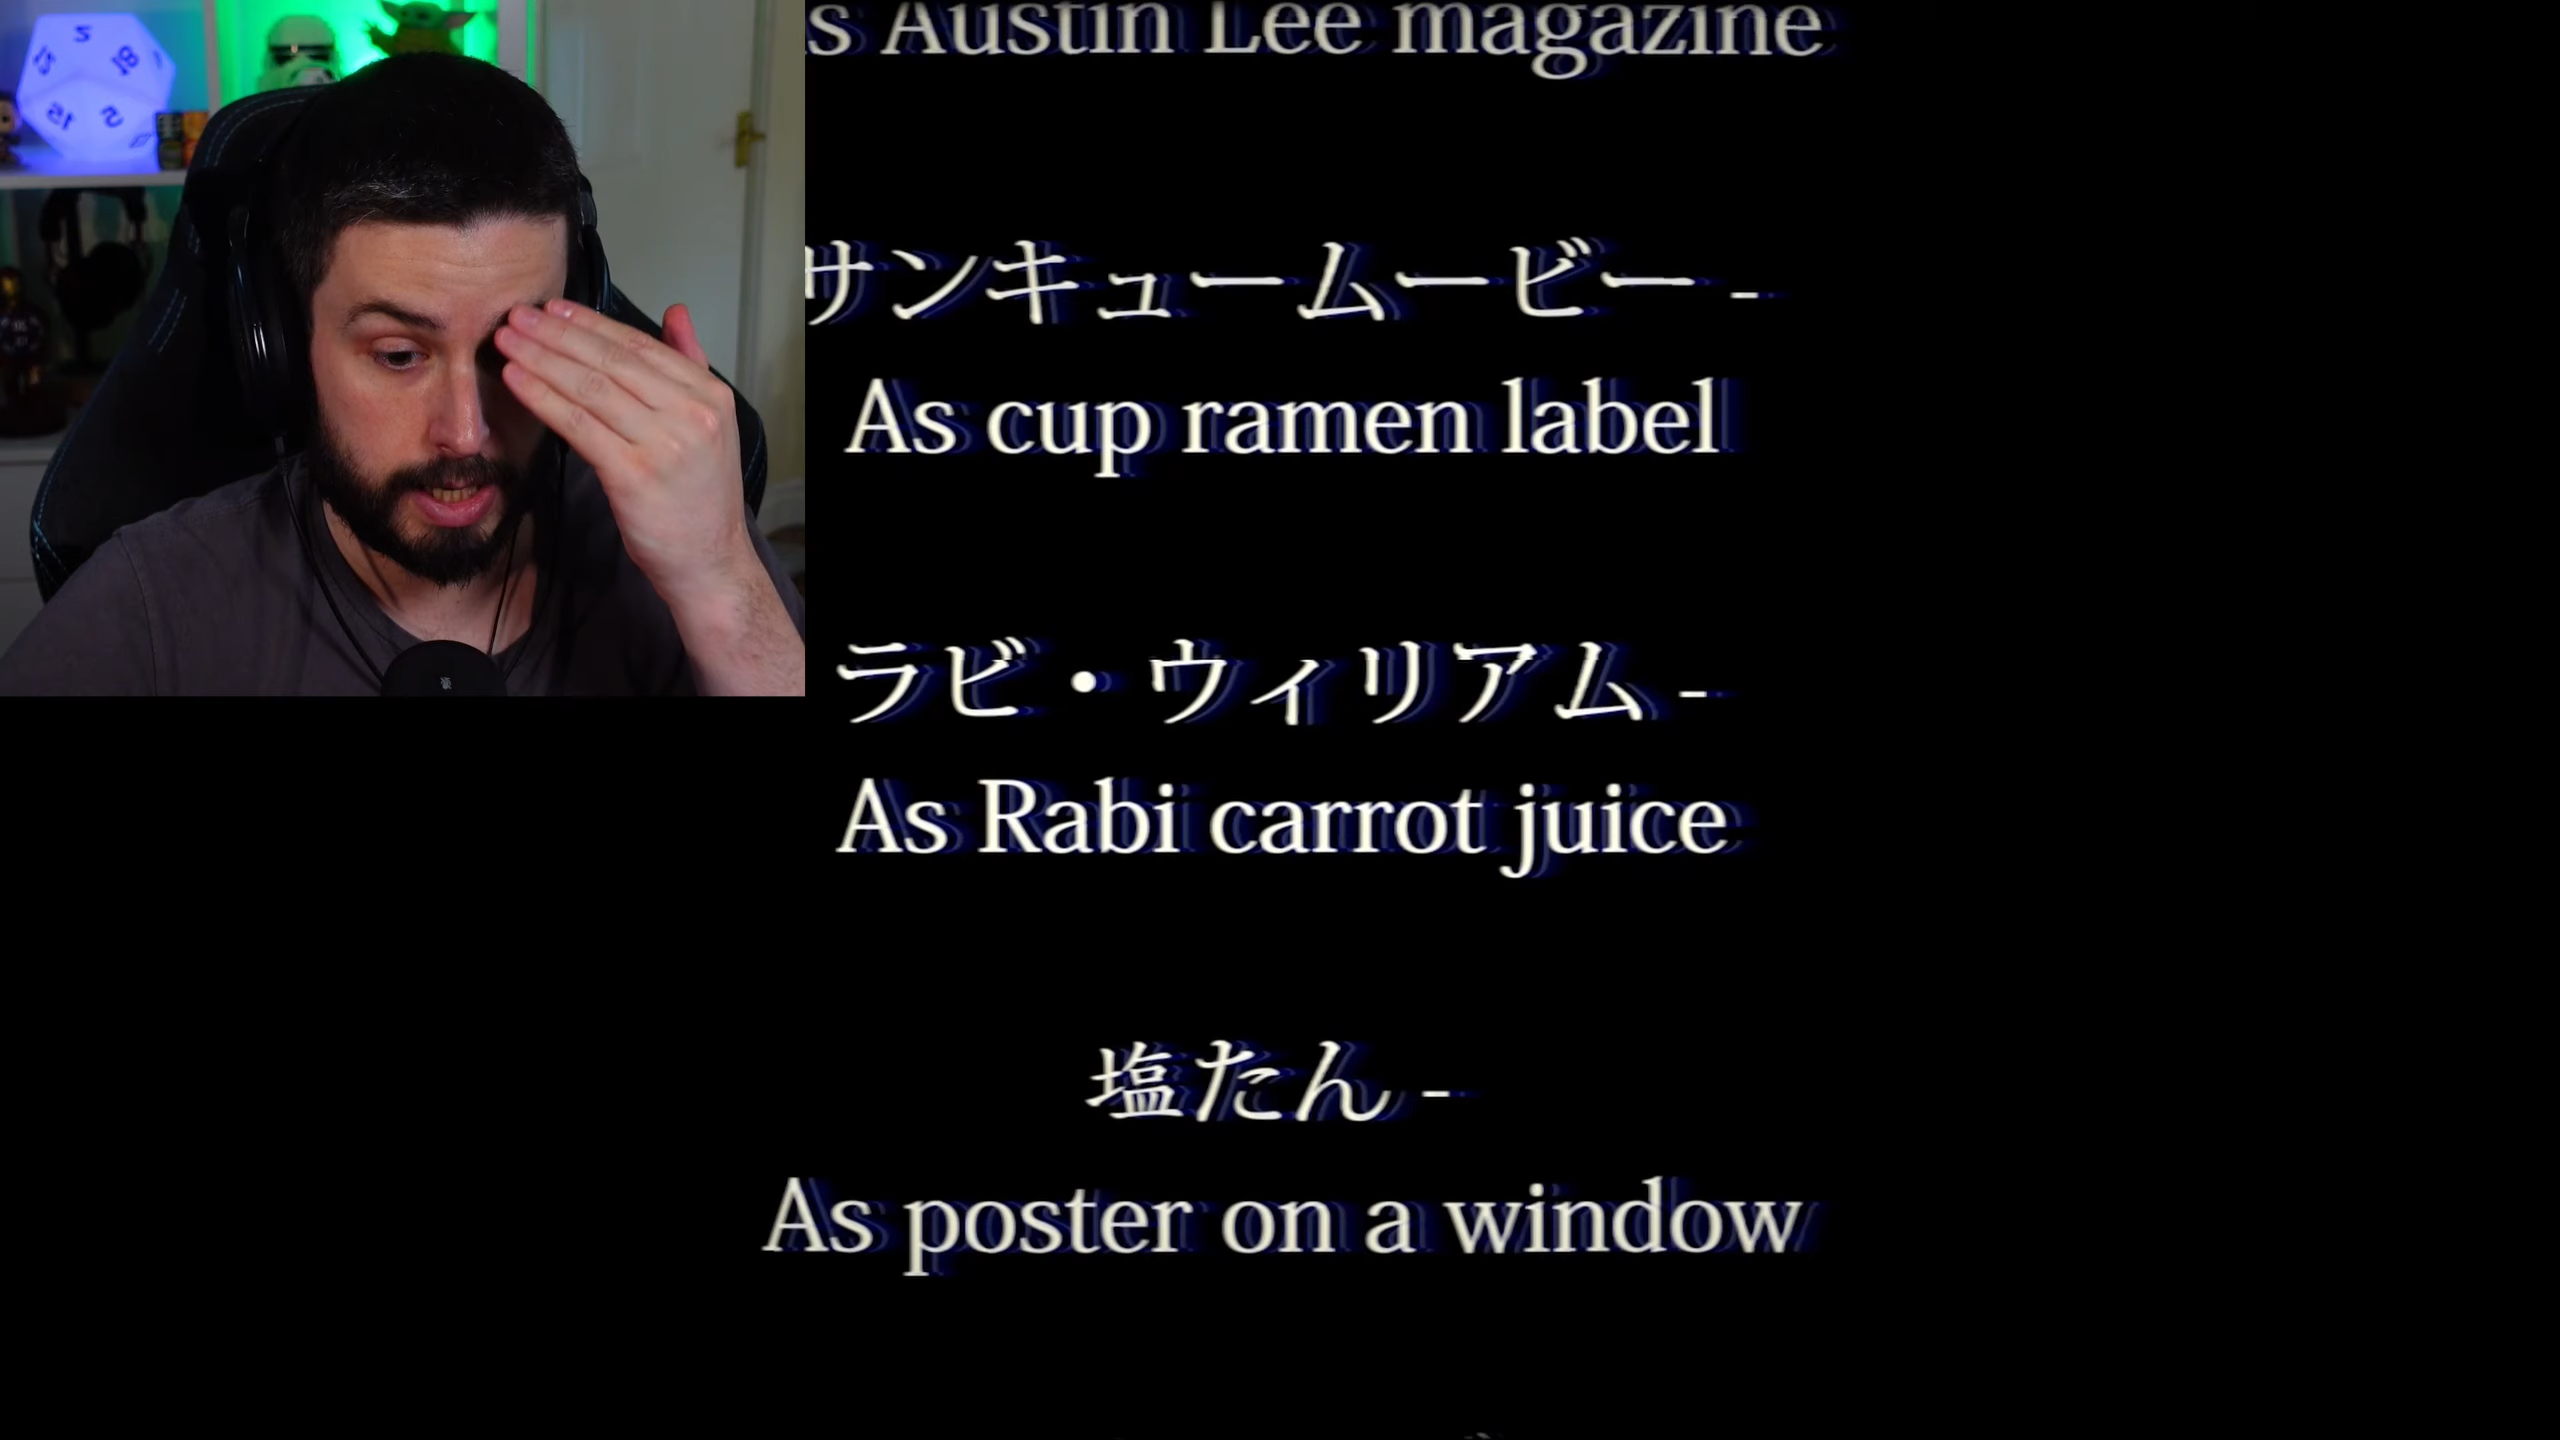 s Austin Lee magazine
サンキュームービー -
As cup ramen label
ラビ・ウィリアム -
As Rabi carrot juice
塩たん -
As poster on a window